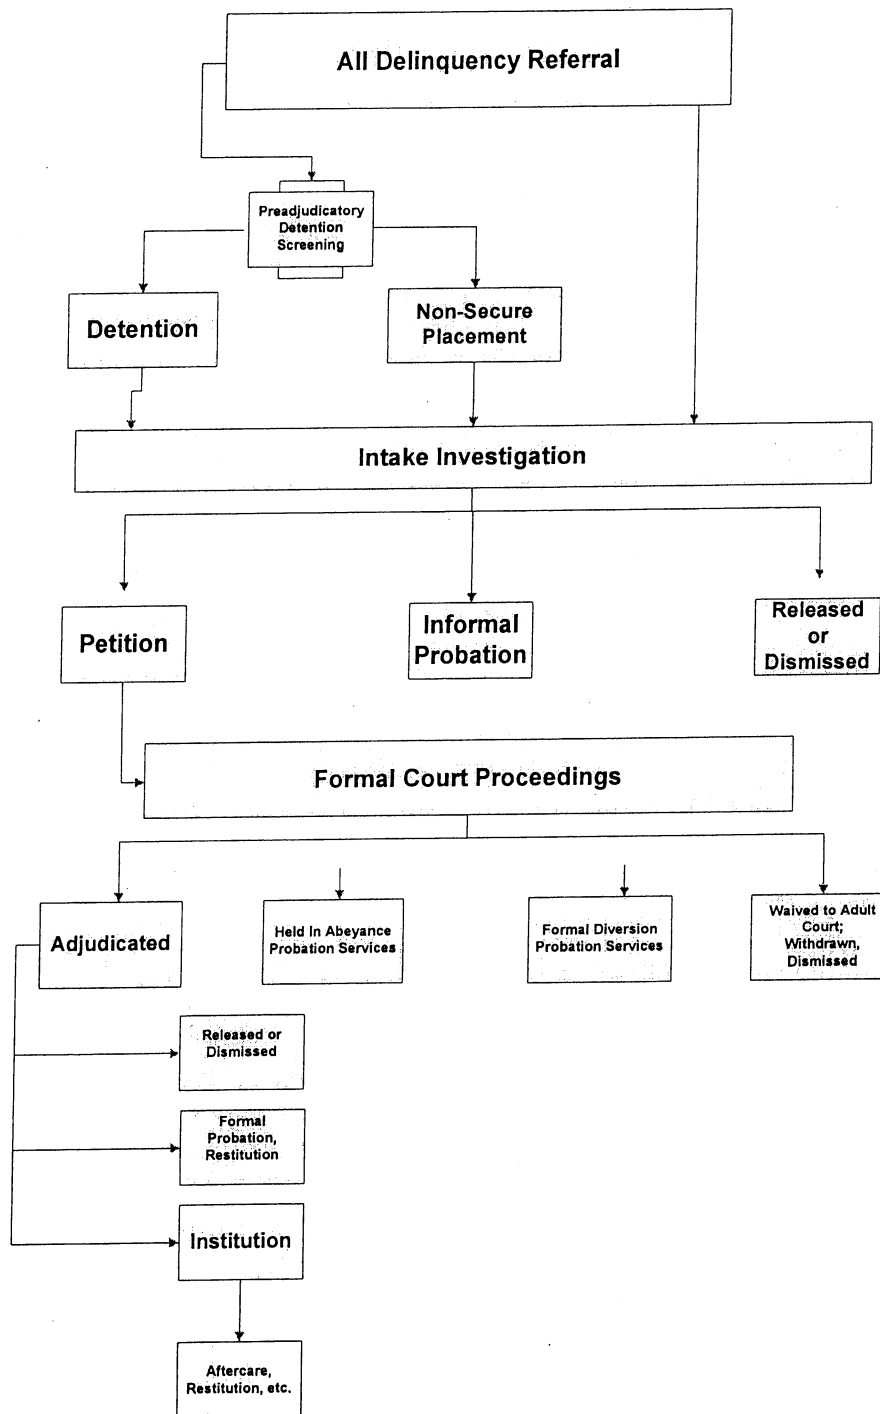 All Delinquency Referral
Preadjudicatory
Detention
Screening
Detention
Non-Secure
Placement
Intake Investigation
Petition
Informal
Probation
Released
or
Dismissed
Formal Court Proceedings
Adjudicated
Held In Abeyance
Probation Services
Formal Diversion
Probation Services
Waived to Adult
Court;
Withdrawn,
Dismissed
Released or
Dismissed
Formal
Probation,
Restitution
Institution
Aftercare,
Restitution, etc.